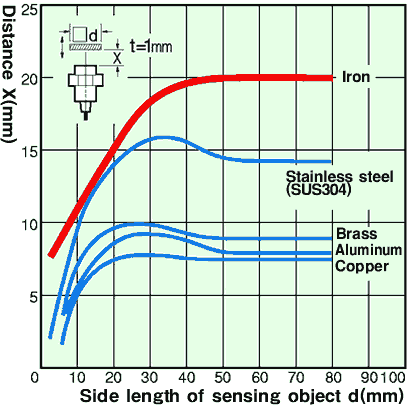 Distance X(mm)
25
20
15
10
5
d
t=1mm
X
Iron
Stainless steel
(SUS304)
Brass
Aluminum
Copper
0 10 20 30 40 50 60 70 80 90 100
Side length of sensing object d(mm)